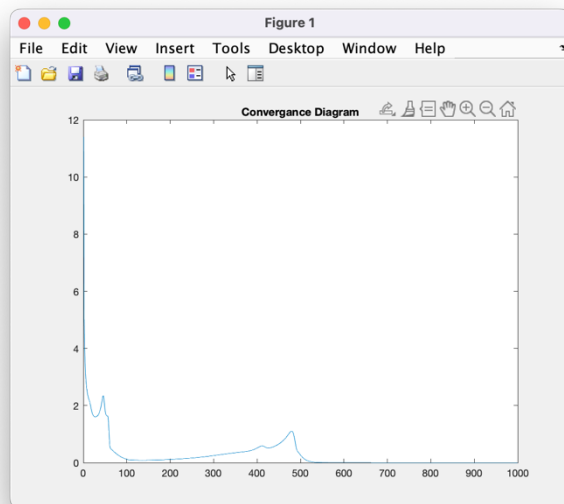 Figure 1
File Edit View Insert Tools Desktop Window Help
Convergance Diagram
12
10
8
6
4
2
0
0 100 200 300 400 500 600 700 800 900 1000